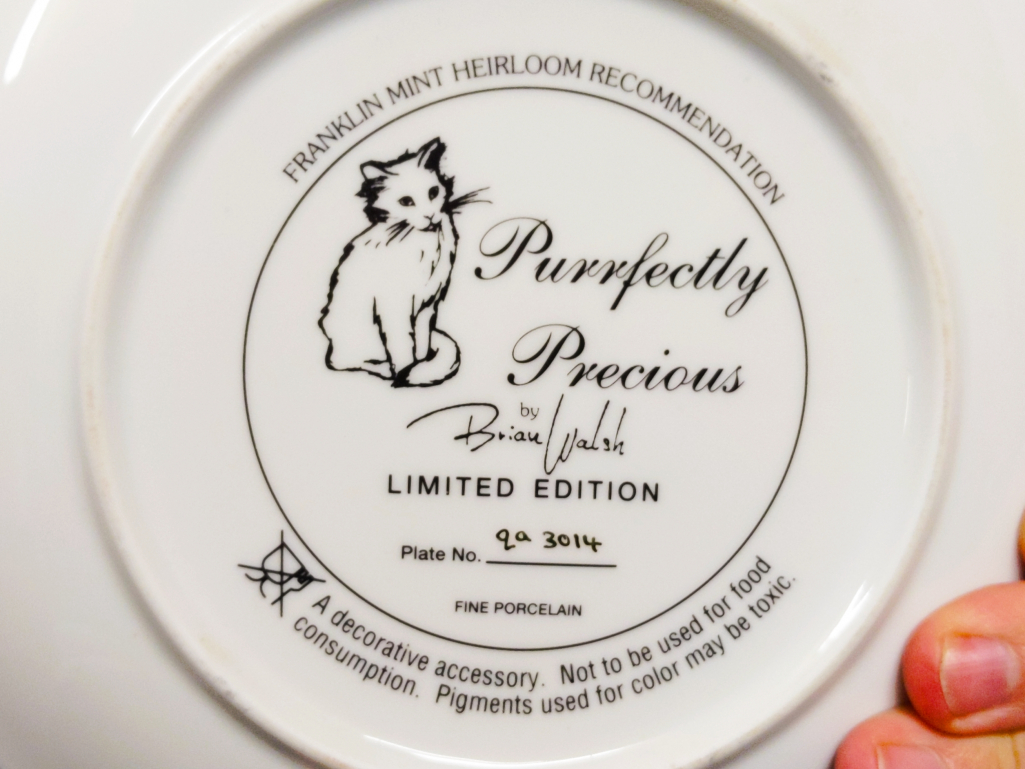 FRANKLIN MINT HEIRLOOM RECOMMENDATION
Purrfectly
Precious
by
Brian Walsh
LIMITED EDITION
Plate No. qa 3014
FINE PORCELAIN
A decorative accessory. Not to be used for food
consumption. Pigments used for color may be toxic.